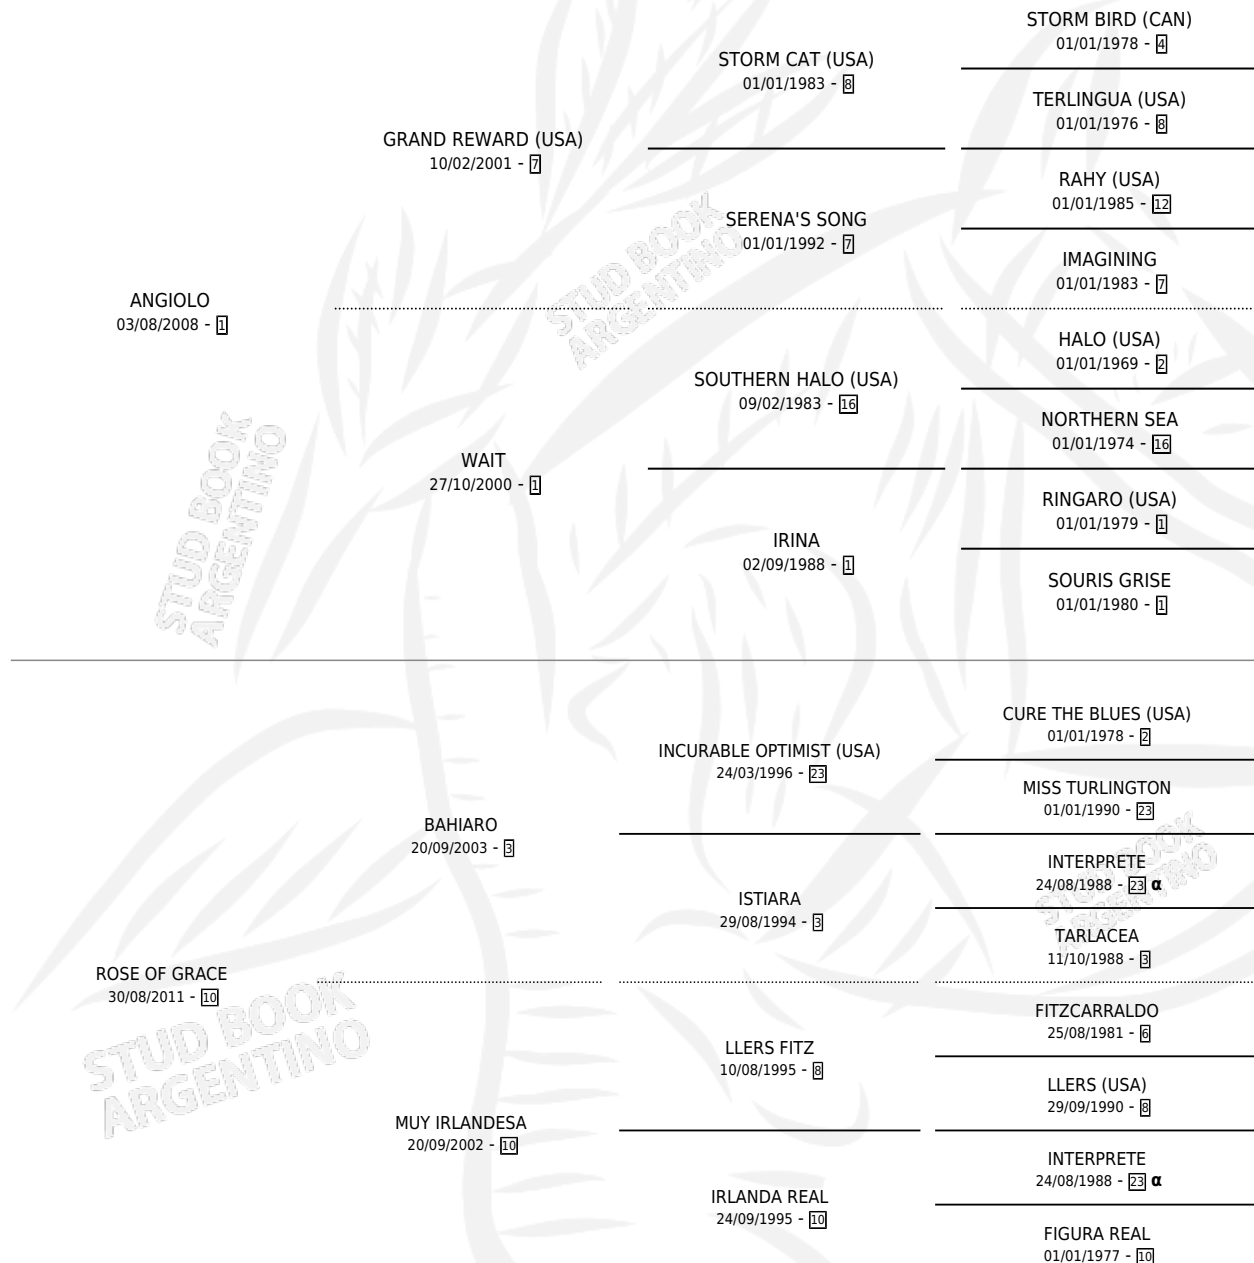 STORM BIRD (CAN)
01/01/1978 - 4
STORM CAT (USA)
01/01/1983 - 8
TERLINGUA (USA)
01/01/1976 - 8
GRAND REWARD (USA)
10/02/2001 - 7
RAHY (USA)
01/01/1985 - 12
SERENA'S SONG
01/01/1992 - 7
IMAGINING
01/01/1983 - 7
ANGIOLO
03/08/2008 - 1
HALO (USA)
01/01/1969 - 2
SOUTHERN HALO (USA)
09/02/1983 - 16
NORTHERN SEA
01/01/1974 - 16
WAIT
27/10/2000 - 1
RINGARO (USA)
01/01/1979 - 1
IRINA
02/09/1988 - 1
SOURIS GRISE
01/01/1980 - 1
STUD BOOK
ARGENTINO
STUD BOOK
ARGENTINO
CURE THE BLUES (USA)
01/01/1978 - 2
INCURABLE OPTIMIST (USA)
24/03/1996 - 23
MISS TURLINGTON
01/01/1990 - 23
BAHIARO
20/09/2003 - 3
INTERPRETE
24/08/1988 - 23 α
ISTIARA
29/08/1994 - 3
TARLACEA
11/10/1988 - 3
ROSE OF GRACE
30/08/2011 - 10
FITZCARRALDO
25/08/1981 - 6
LLERS FITZ
10/08/1995 - 8
LLERS (USA)
29/09/1990 - 8
MUY IRLANDESA
20/09/2002 - 10
INTERPRETE
24/08/1988 - 23 α
IRLANDA REAL
24/09/1995 - 10
FIGURA REAL
01/01/1977 - 10
STUD BOOK
ARGENTINO
STUD BOOK
ARGENTINO